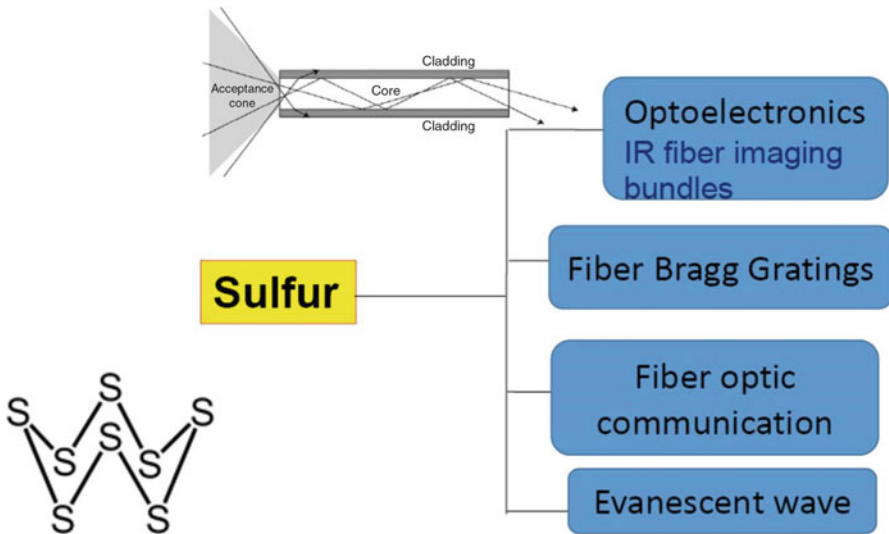 Cladding
Acceptance
cone
Core
Cladding
Optoelectronics
IR fiber imaging
bundles
Sulfur
Fiber Bragg Gratings
Fiber optic
communication
Evanescent wave
S
S
S
S
S
S
S
S